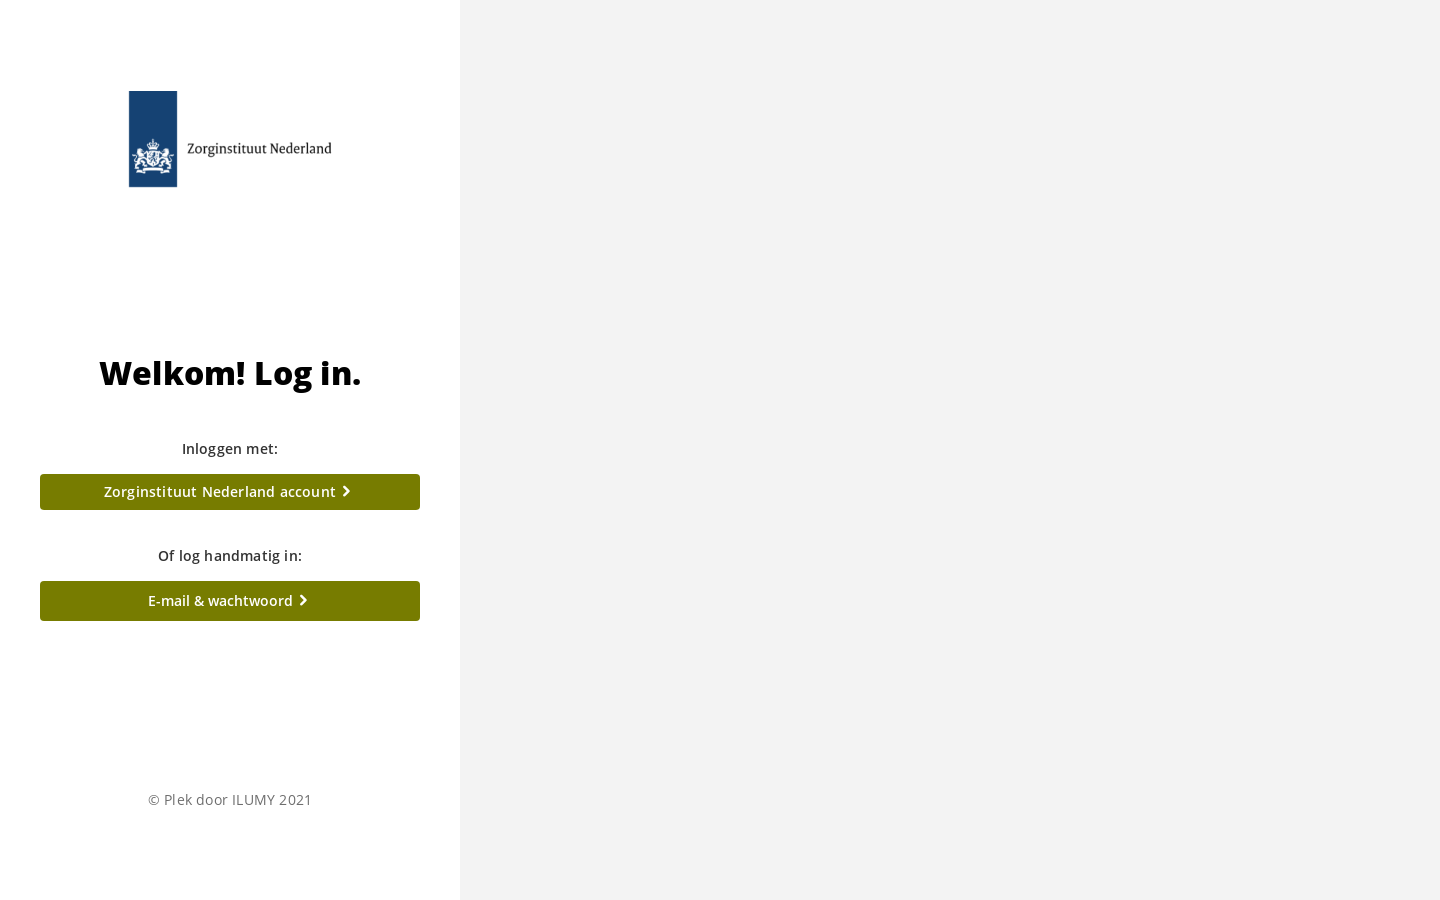 Zorginstituut Nederland
Welkom! Log in.
Inloggen met:
Zorginstituut Nederland account
Of log handmatig in:
E-mail & wachtwoord
© Plek door ILUMY 2021